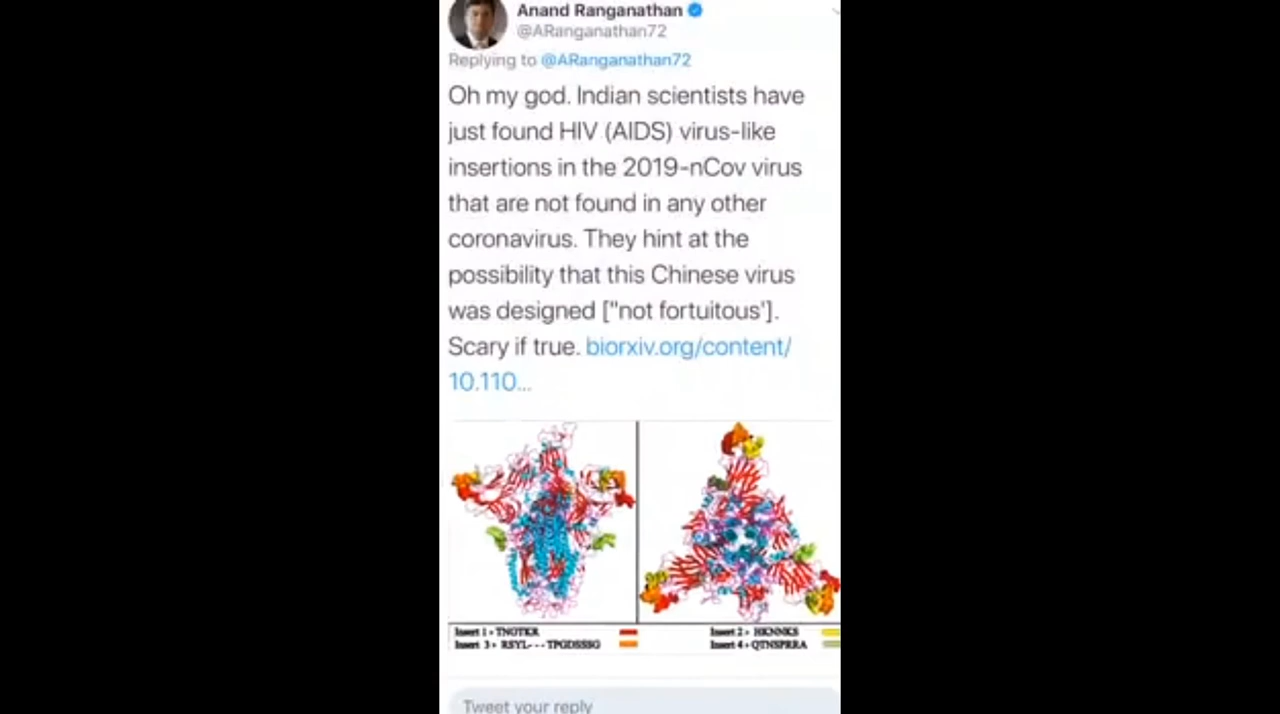 Anand Ranganathan
@ARanganathan72
Replying to @ARanganathan72
Oh my god. Indian scientists have
just found HIV (AIDS) virus-like
insertions in the 2019-nCov virus
that are not found in any other
coronavirus. They hint at the
possibility that this Chinese virus
was designed ["not fortuitous'].
Scary if true. biorxiv.org/content/
10.110...
Insert 1 - TNGTKR
Insert 2 - HKNNKS
Insert 3 - RSYL- - - TPGDSSSG
Insert 4 - QTNSPRRA
Tweet your reply